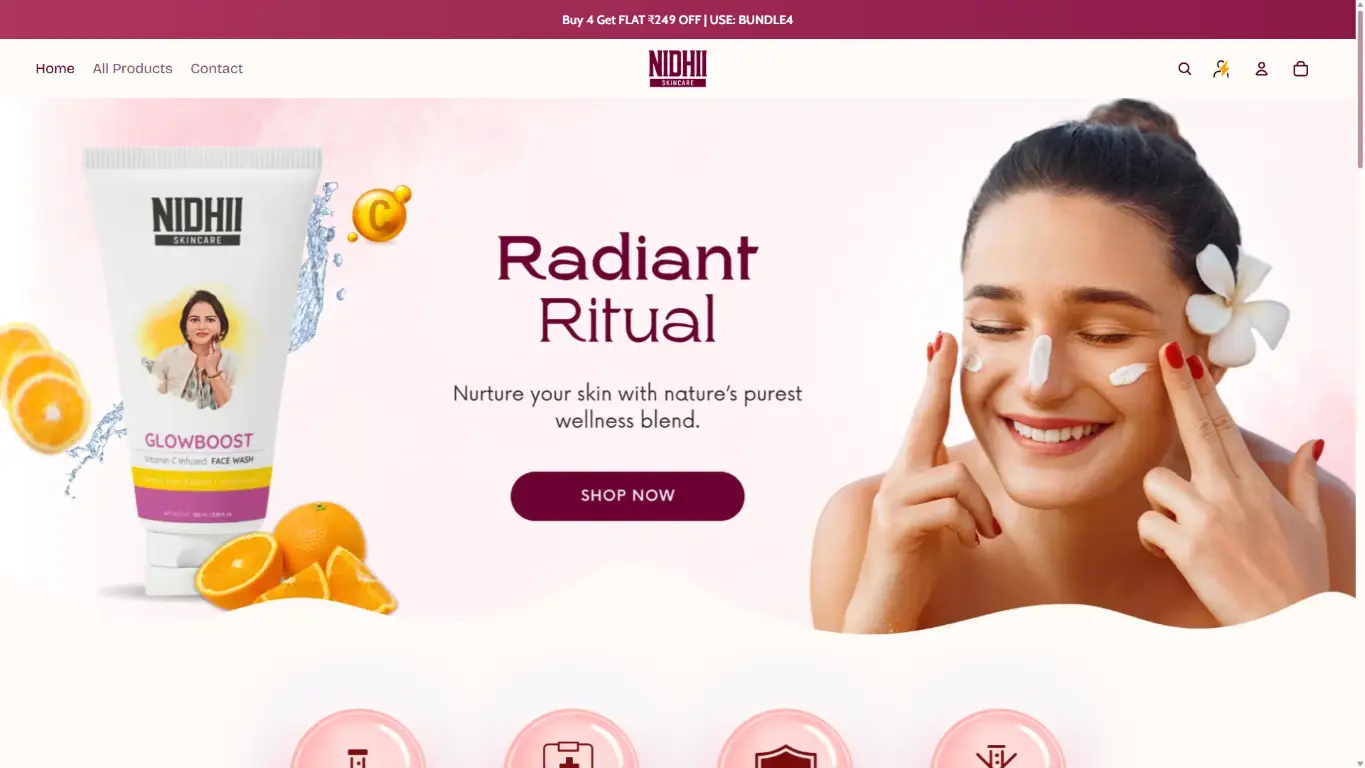 Buy 4 Get FLAT ₹249 OFF | USE: BUNDLE4
Home
All Products
Contact
NIDHII
SKINCARE
NIDHII
SKINCARE
C
GLOWBOOST
Vitamin C Infused FACE WASH
Radiant
Ritual
Nurture your skin with nature's purest
wellness blend.
SHOP NOW